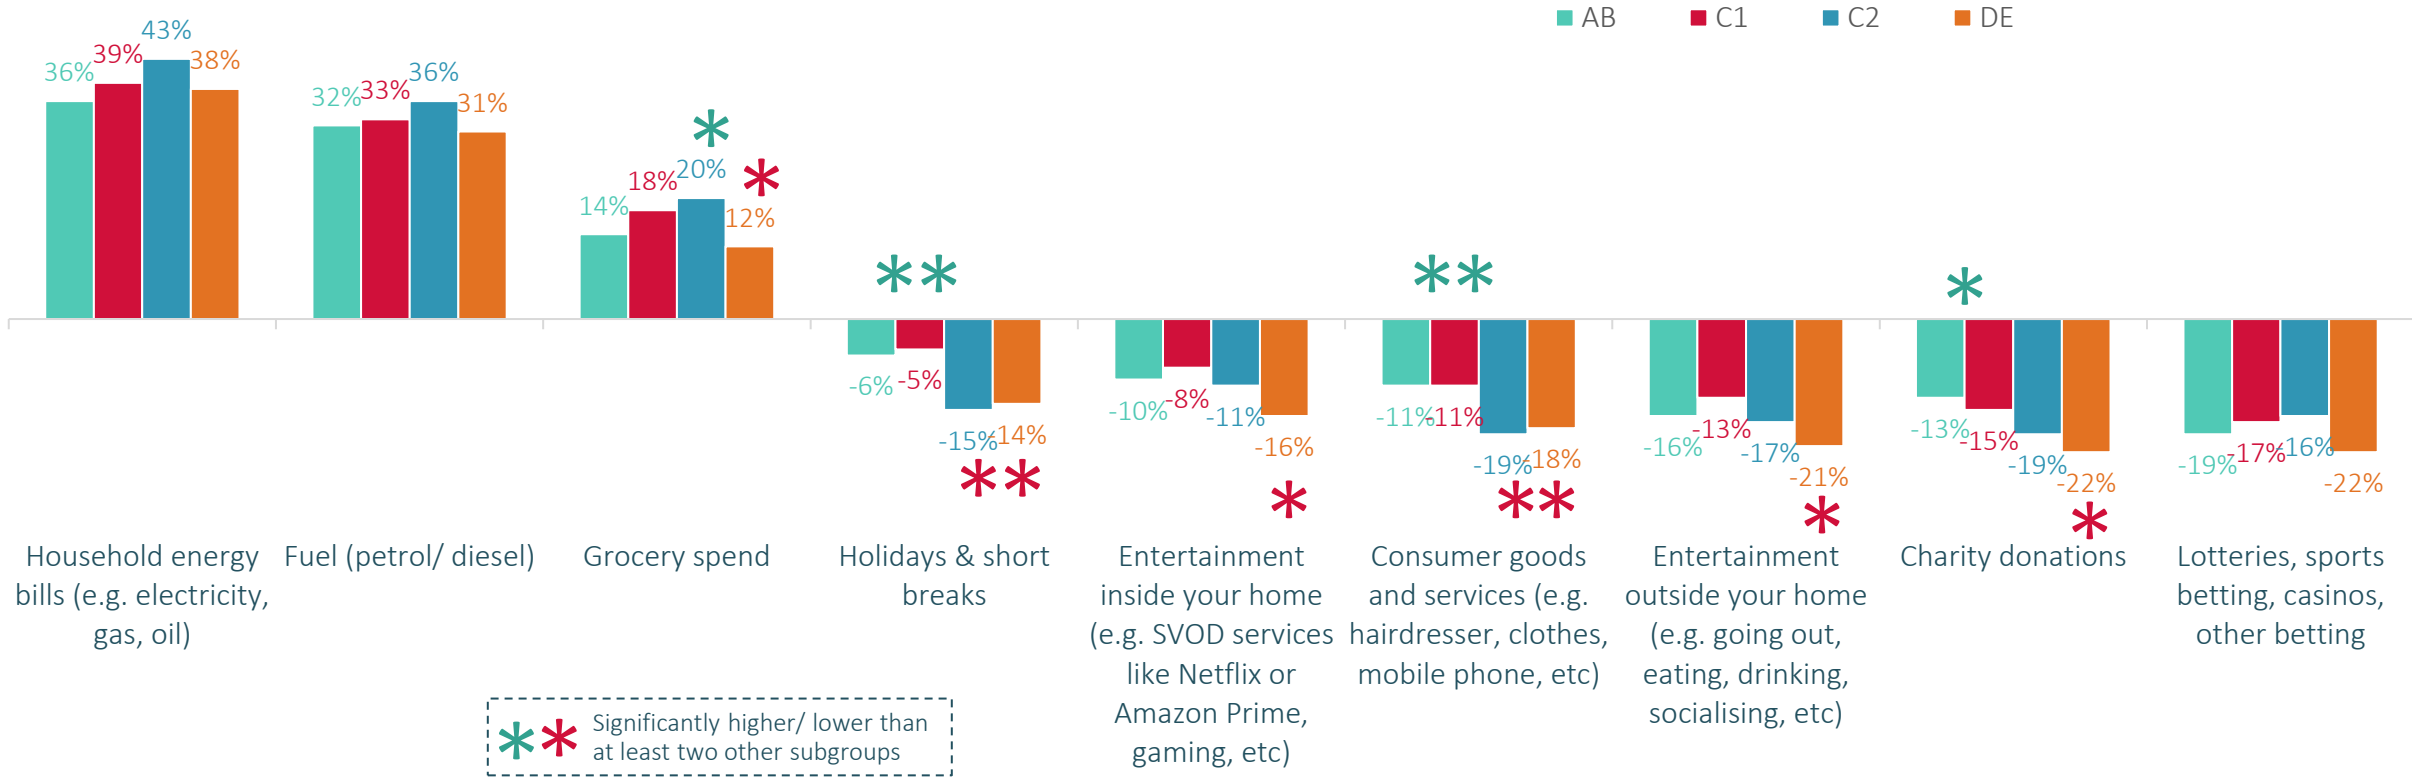 AB C1 C2 DE
36% 39% 43% 38%
32% 33% 36% 31%
14% 18% 20% 12%
-6% -5% -15% -14%
-10% -8% -11% -16%
-11% -11% -19% -18%
-16% -13% -17% -21%
-13% -15% -19% -22%
-19% -17% -16% -22%
Household energy
bills (e.g. electricity,
gas, oil)
Fuel (petrol/ diesel)
Grocery spend
Holidays & short
breaks
Entertainment
inside your home
(e.g. SVOD services
like Netflix or
Amazon Prime,
gaming, etc)
Consumer goods
and services (e.g.
hairdresser, clothes,
mobile phone, etc)
Entertainment
outside your home
(e.g. going out,
eating, drinking,
socialising, etc)
Charity donations
Lotteries, sports
betting, casinos,
other betting
Significantly higher/ lower than
at least two other subgroups